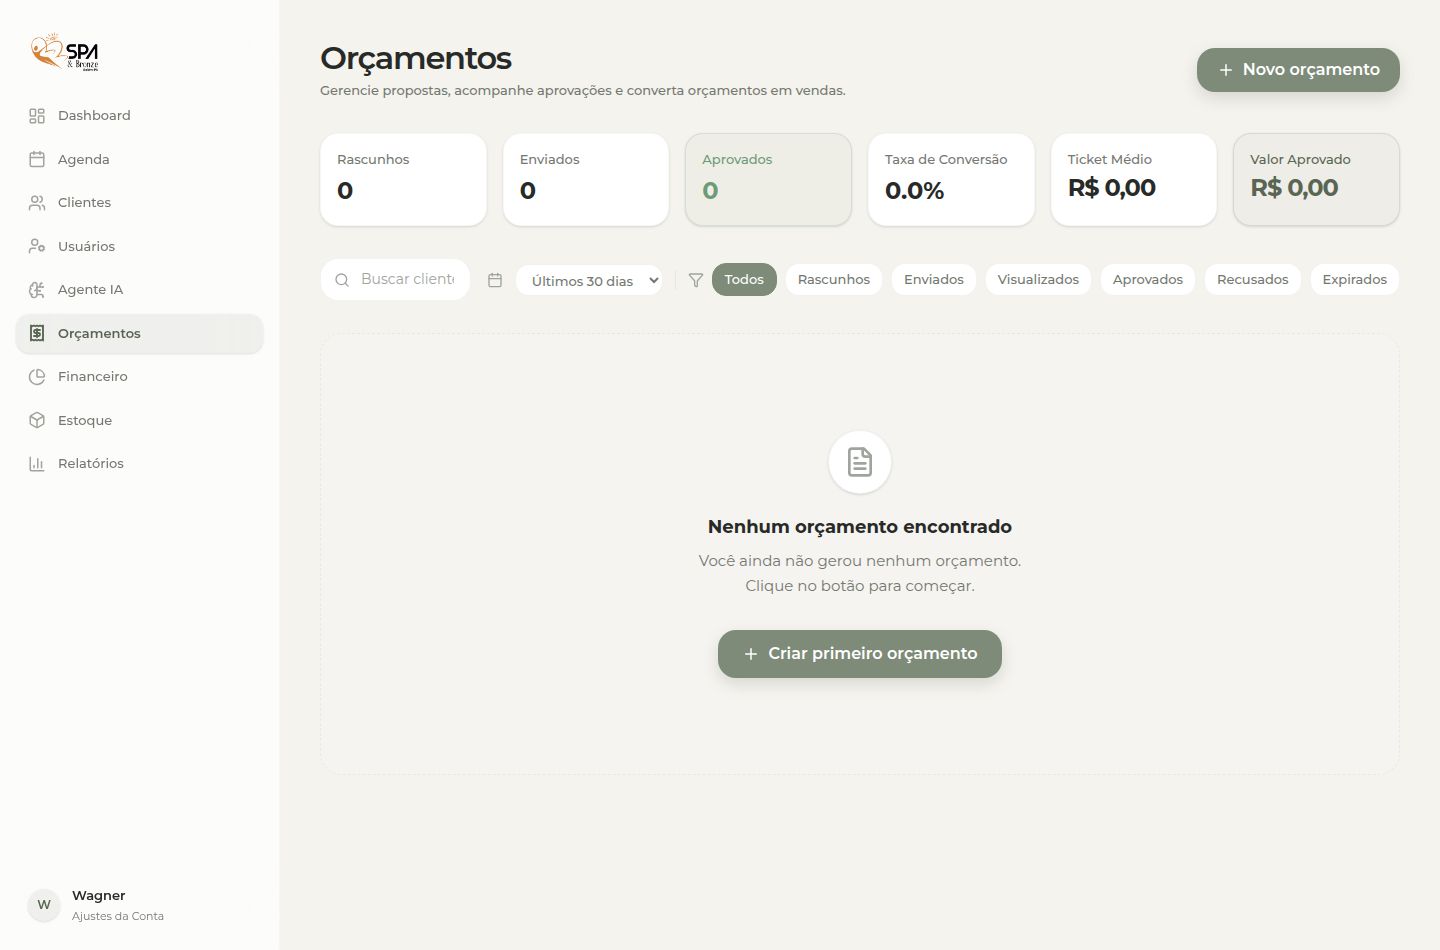 SPA
& Bronze
Dashboard
Agenda
Clientes
Usuários
Agente IA
Orçamentos
Financeiro
Estoque
Relatórios
W
Wagner
Ajustes da Conta
Orçamentos
Gerencie propostas, acompanhe aprovações e converta orçamentos em vendas.
Novo orçamento
Rascunhos
0
Enviados
0
Aprovados
0
Taxa de Conversão
0.0%
Ticket Médio
R$ 0,00
Valor Aprovado
R$ 0,00
Buscar cliente
Últimos 30 dias
Todos
Rascunhos
Enviados
Visualizados
Aprovados
Recusados
Expirados
Nenhum orçamento encontrado
Você ainda não gerou nenhum orçamento.
Clique no botão para começar.
Criar primeiro orçamento